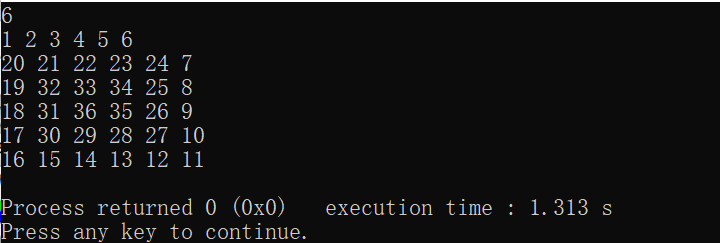 6
1 2 3 4 5 6
20 21 22 23 24 7
19 32 33 34 25 8
18 31 36 35 26 9
17 30 29 28 27 10
16 15 14 13 12 11
Process returned 0 (0x0)   execution time : 1.313 s
Press any key to continue.